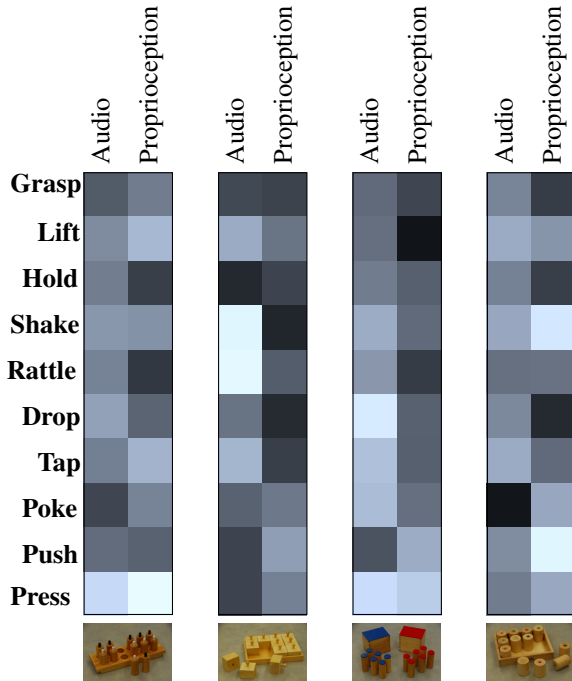 Audio
Proprioception
Audio
Proprioception
Audio
Proprioception
Audio
Proprioception
Grasp
Lift
Hold
Shake
Rattle
Drop
Tap
Poke
Push
Press